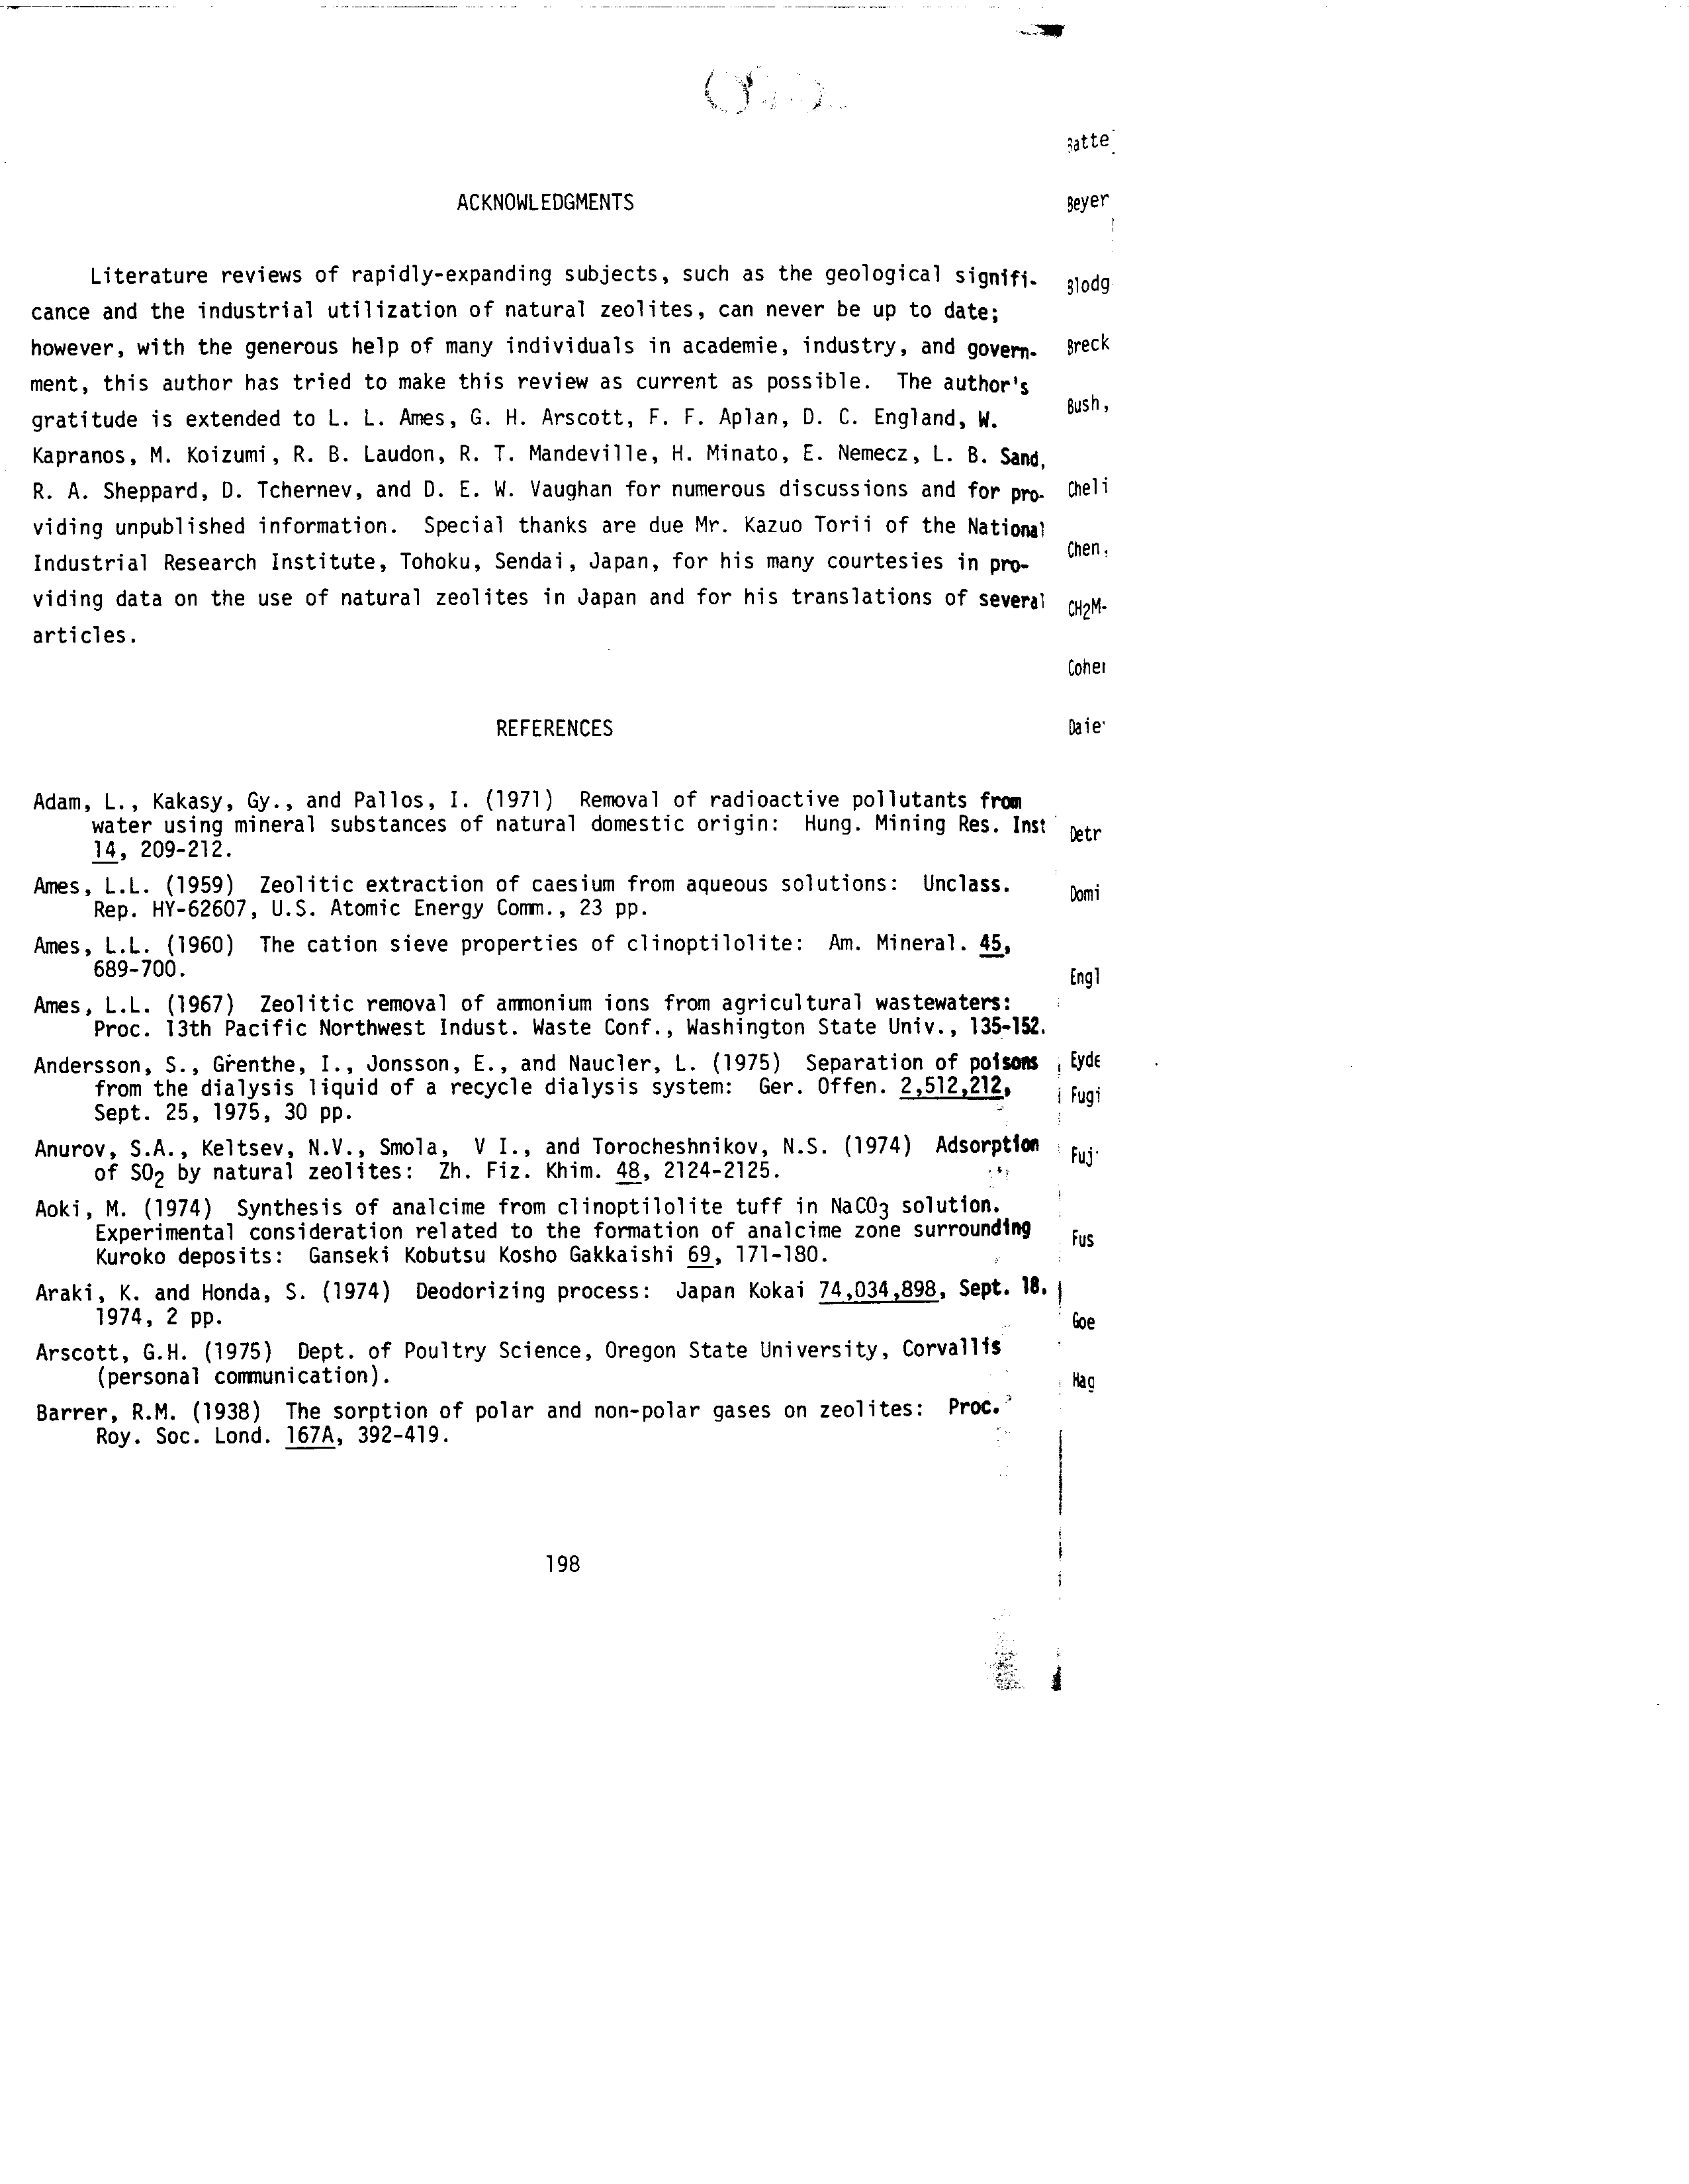 ACKNOWLEDGMENTS
Literature reviews of rapidly-expanding subjects, such as the geological signifi-
cance and the industrial utilization of natural zeolites, can never be up to date;
however, with the generous help of many individuals in academie, industry, and govern-
ment, this author has tried to make this review as current as possible. The author's
gratitude is extended to L. L. Ames, G. H. Arscott, F. F. Aplan, D. C. England, W.
Kapranos, M. Koizumi, R. B. Laudon, R. T. Mandeville, H. Minato, E. Nemecz, L. B. Sand,
R. A. Sheppard, D. Tchernev, and D. E. W. Vaughan for numerous discussions and for pro-
viding unpublished information. Special thanks are due Mr. Kazuo Torii of the National
Industrial Research Institute, Tohoku, Sendai, Japan, for his many courtesies in pro-
viding data on the use of natural zeolites in Japan and for his translations of several
articles.
REFERENCES
Adam, L., Kakasy, Gy., and Pallos, I. (1971) Removal of radioactive pollutants from
water using mineral substances of natural domestic origin: Hung. Mining Res. Inst
14, 209-212.
Ames, L.L. (1959) Zeolitic extraction of caesium from aqueous solutions: Unclass.
Rep. HY-62607, U.S. Atomic Energy Comm., 23 pp.
Ames, L.L. (1960) The cation sieve properties of clinoptilolite: Am. Mineral. 45,
689-700.
Ames, L.L. (1967) Zeolitic removal of ammonium ions from agricultural wastewaters:
Proc. 13th Pacific Northwest Indust. Waste Conf., Washington State Univ., 135-152.
Andersson, S., Grenthe, I., Jonsson, E., and Naucler, L. (1975) Separation of poisons
from the dialysis liquid of a recycle dialysis system: Ger. Offen. 2,512,212,
Sept. 25, 1975, 30 pp.
Anurov, S.A., Keltsev, N.V., Smola, V I., and Torocheshnikov, N.S. (1974) Adsorption
of SO2 by natural zeolites: Zh. Fiz. Khim. 48, 2124-2125.
Aoki, M. (1974) Synthesis of analcime from clinoptilolite tuff in NaCO3 solution.
Experimental consideration related to the formation of analcime zone surrounding
Kuroko deposits: Ganseki Kobutsu Kosho Gakkaishi 69, 171-180.
Araki, K. and Honda, S. (1974) Deodorizing process: Japan Kokai 74,034,898, Sept. 18,
1974, 2 pp.
Arscott, G.H. (1975) Dept. of Poultry Science, Oregon State University, Corvallis
(personal communication).
Barrer, R.M. (1938) The sorption of polar and non-polar gases on zeolites: Proc.
Roy. Soc. Lond. 167A, 392-419.
198
Batte
Beyer
Blodg
Breck
Bush,
Cheli
Chen,
CH2M-
Daie
Detr
Domi
Engl
Eyde
Fugi
Fuj
Fus
Goe
Hag